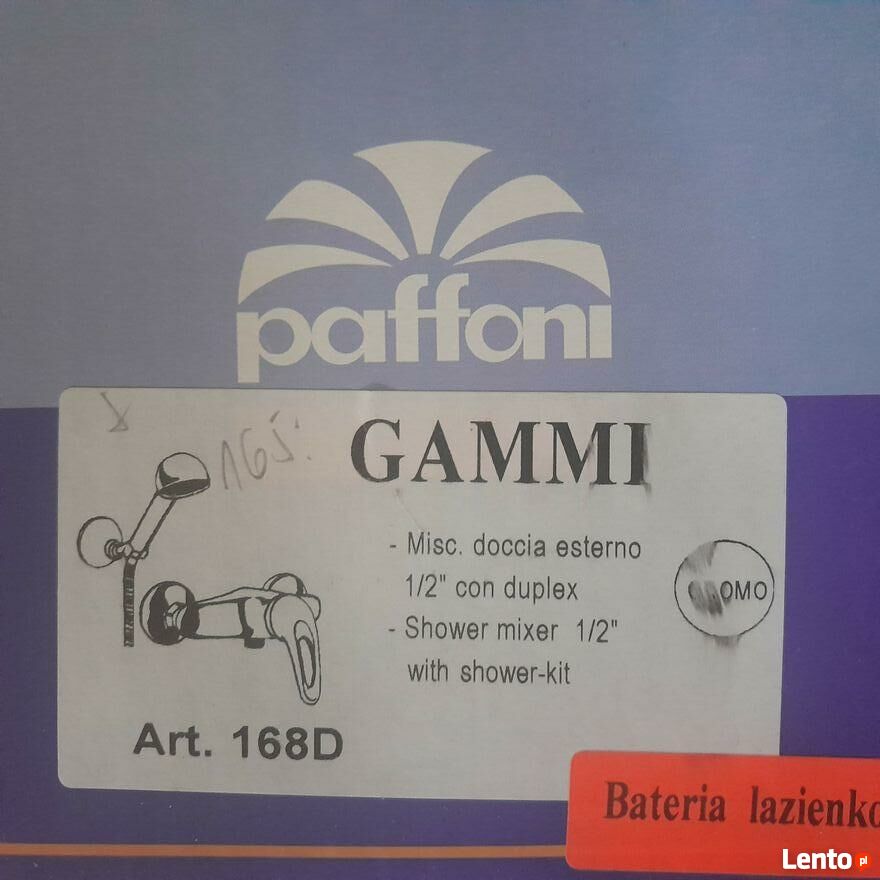 paffoni
165.
GAMMI
- Misc. doccia esterno
1/2" con duplex
- Shower mixer 1/2"
with shower-kit
Art. 168D
Bateria
Lento.pl